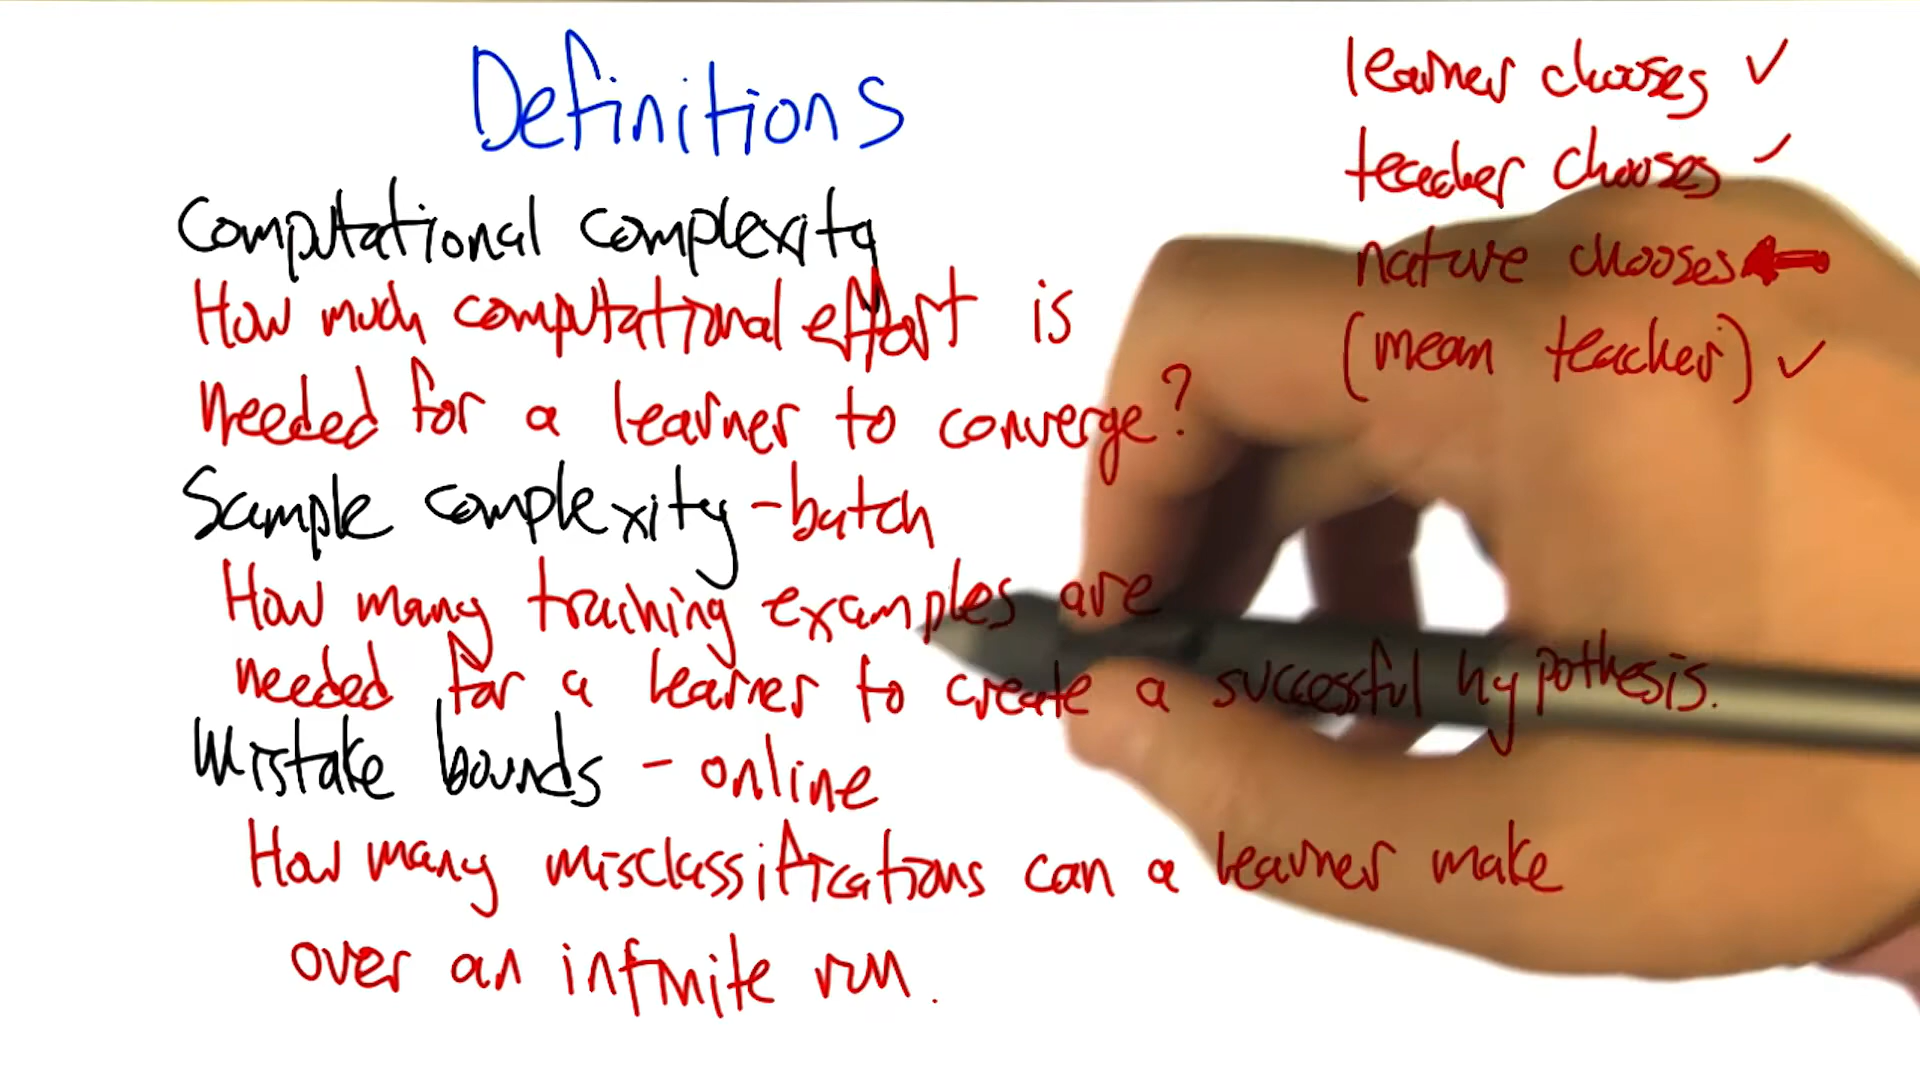 Definitions
Computational complexity
How much computational effort is
needed for a learner to converge?
Sample complexity - batch
How many training examples are
needed for a learner to create a successful hypothesis.
Mistake bounds - online
How many misclassifications can a learner make
over an infinite run.
learner chooses ✓
teacher chooses ✓
nature chooses ←
(mean teacher) ✓